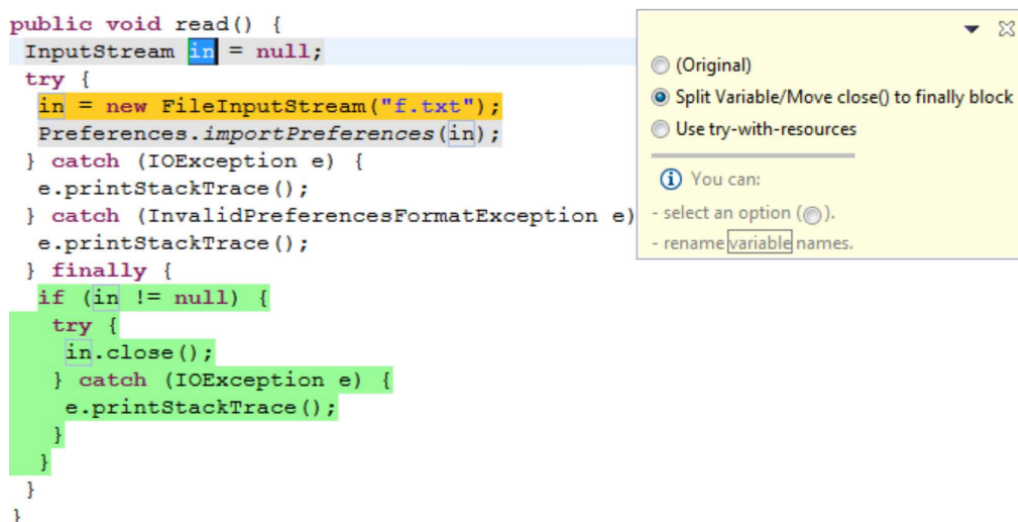 public void read() {
InputStream in = null;
try {
in = new FileInputStream("f.txt");
Preferences.importPreferences(in);
} catch (IOException e) {
e.printStackTrace();
} catch (InvalidPreferencesFormatException e)
e.printStackTrace();
} finally {
if (in != null) {
try {
in.close();
} catch (IOException e) {
e.printStackTrace();
}
}
}
}
(Original)
Split Variable/Move close() to finally block
Use try-with-resources
You can:
- select an option ( ).
- rename variable names.